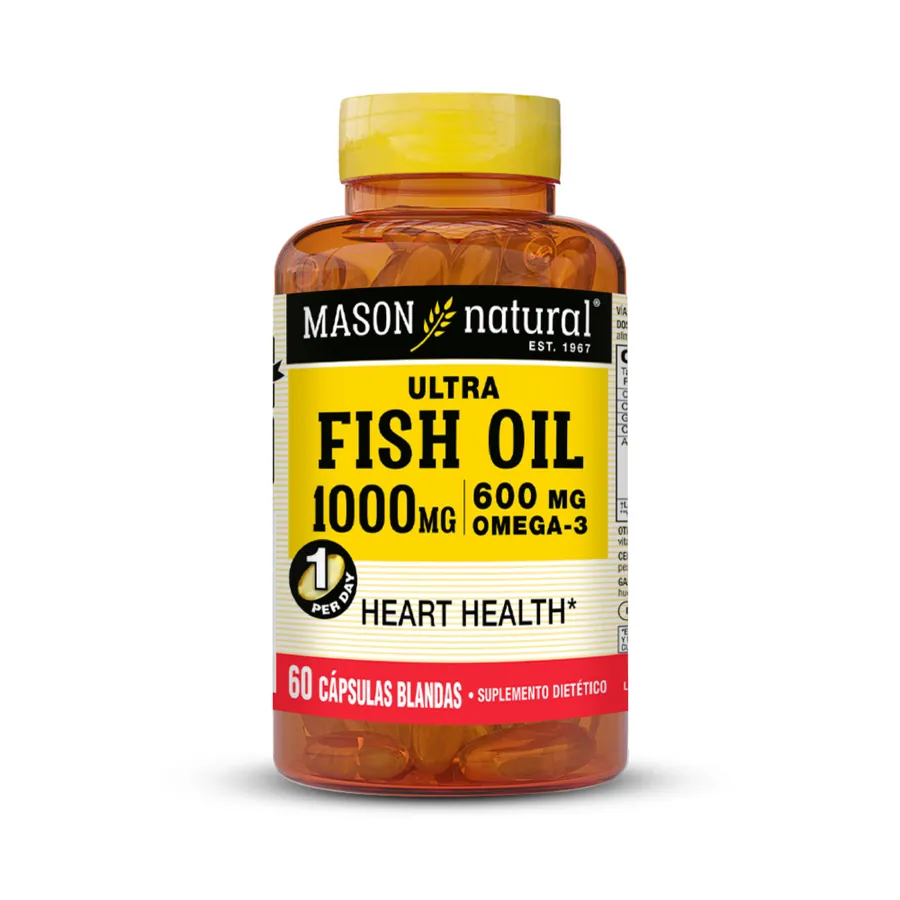 MASON natural®
EST. 1967
ULTRA
FISH OIL
1000MG
600 MG
OMEGA-3
1
PER DAY
HEART HEALTH*
60 CÁPSULAS BLANDAS • SUPLEMENTO DIETÉTICO